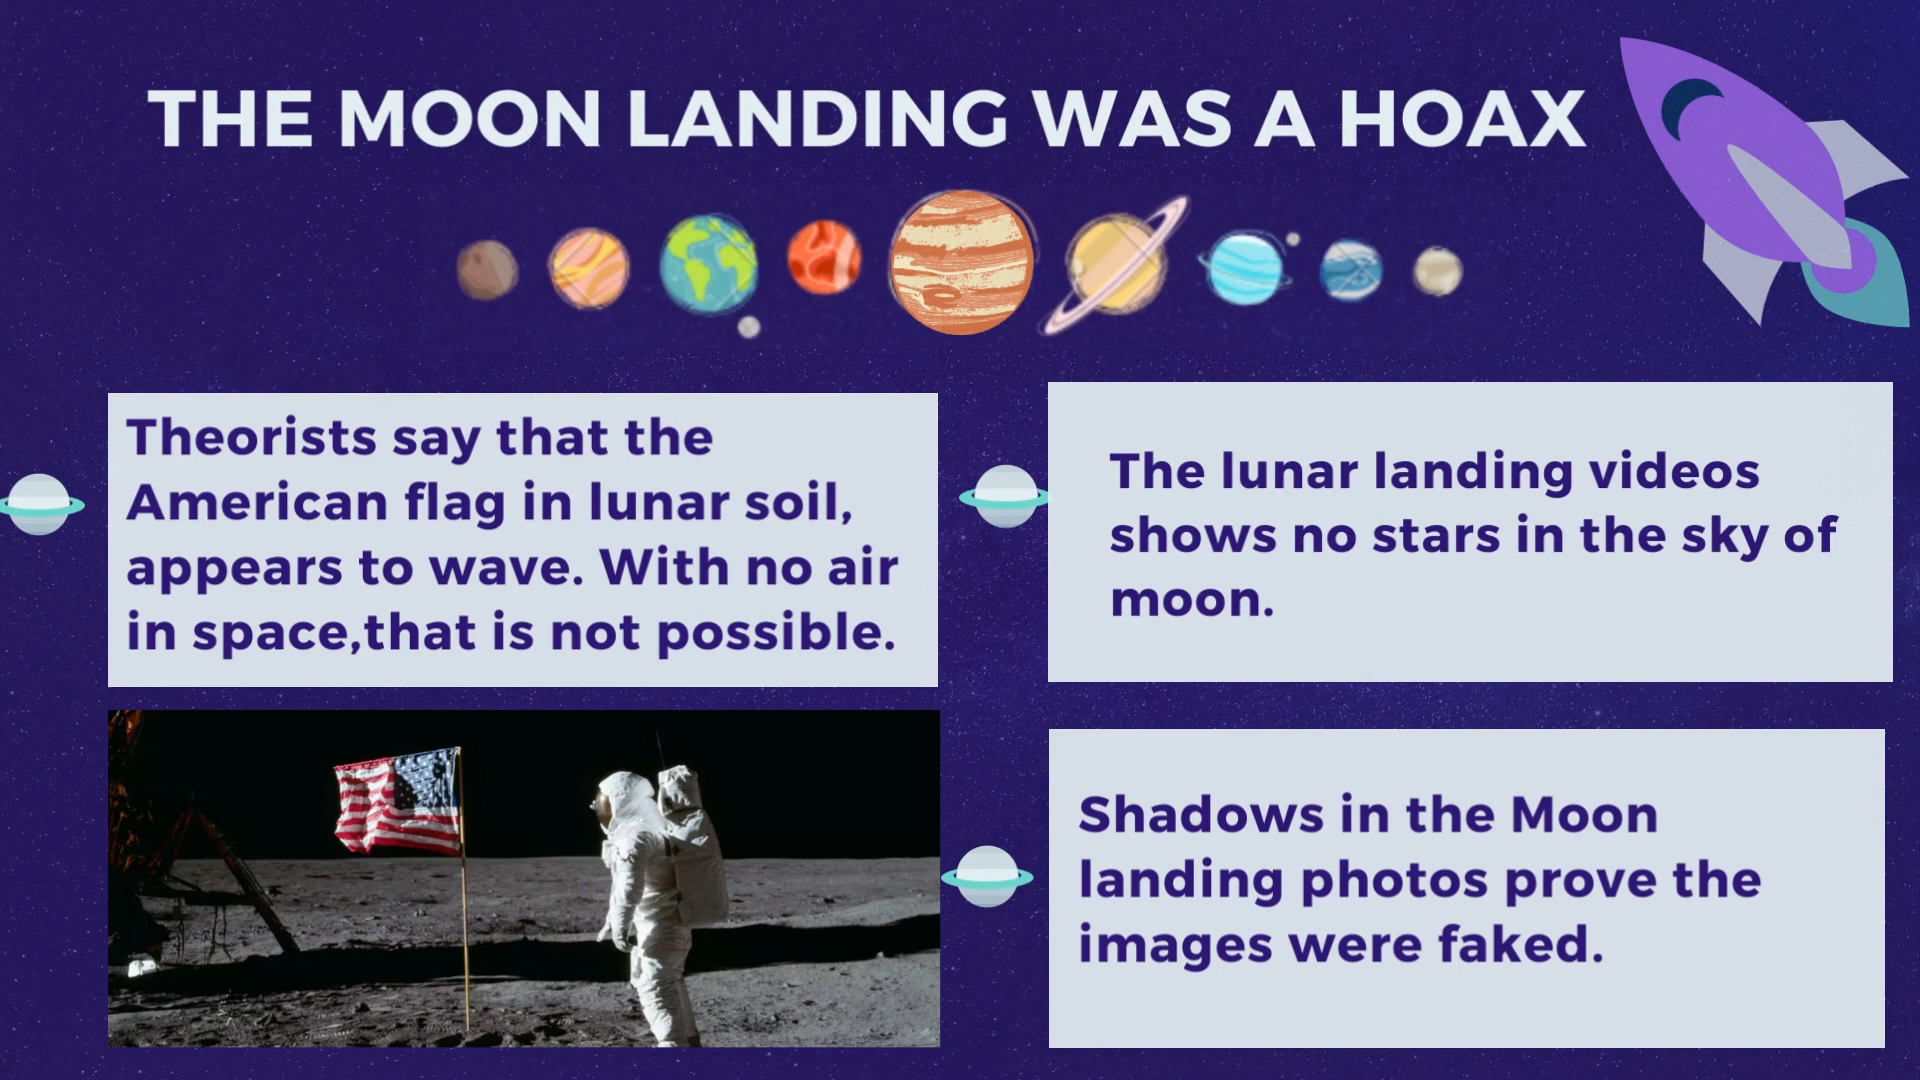 THE MOON LANDING WAS A HOAX
Theorists say that the
American flag in lunar soil,
appears to wave. With no air
in space,that is not possible.
The lunar landing videos
shows no stars in the sky of
moon.
Shadows in the Moon
landing photos prove the
images were faked.